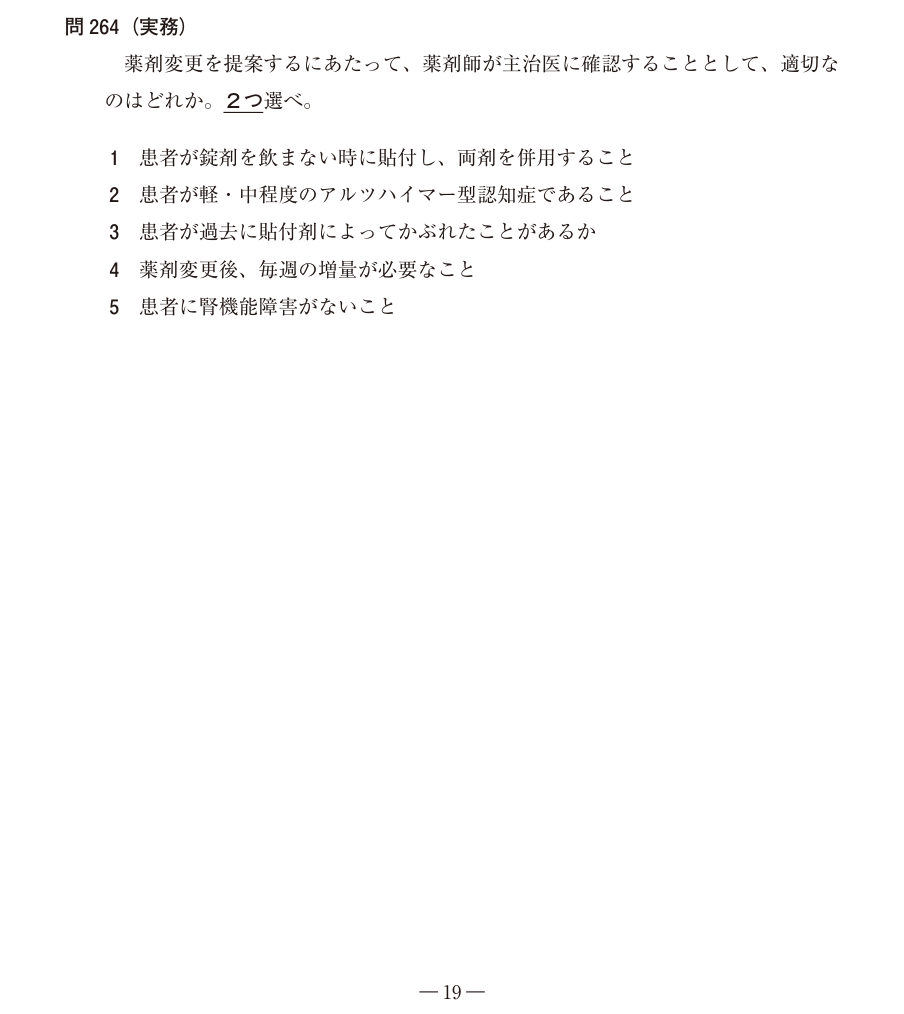 問 264（実務）
薬剤変更を提案するにあたって、薬剤師が主治医に確認することとして、適切な
のはどれか。２つ選べ。
1 患者が錠剤を飲まない時に貼付し、両剤を併用すること
2 患者が軽・中程度のアルツハイマー型認知症であること
3 患者が過去に貼付剤によってかぶれたことがあるか
4 薬剤変更後、毎週の増量が必要なこと
5 患者に腎機能障害がないこと
― 19 ―